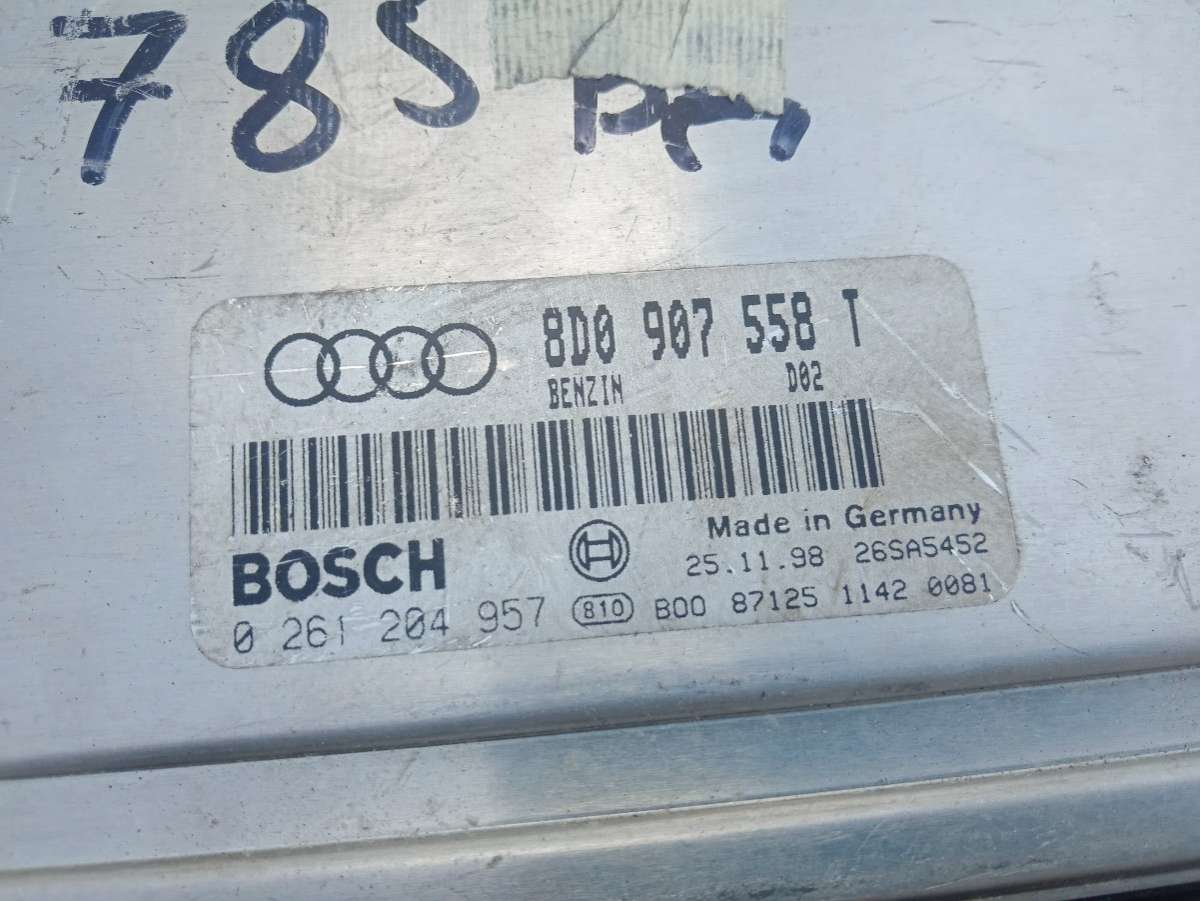 785
8D0 907 558 T
BENZIN D02
BOSCH
Made in Germany
25.11.98 26SA5452
0 261 204 957 810 B00 87125 1142 0081